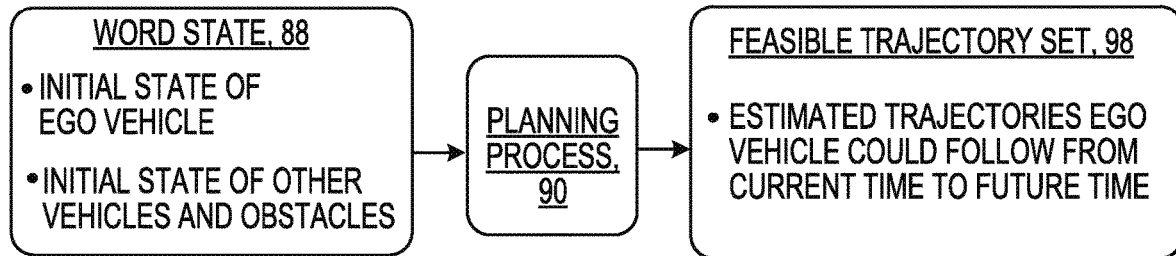 WORD STATE, 88
• INITIAL STATE OF
EGO VEHICLE
• INITIAL STATE OF OTHER
VEHICLES AND OBSTACLES
PLANNING
PROCESS,
90
FEASIBLE TRAJECTORY SET, 98
• ESTIMATED TRAJECTORIES EGO
VEHICLE COULD FOLLOW FROM
CURRENT TIME TO FUTURE TIME